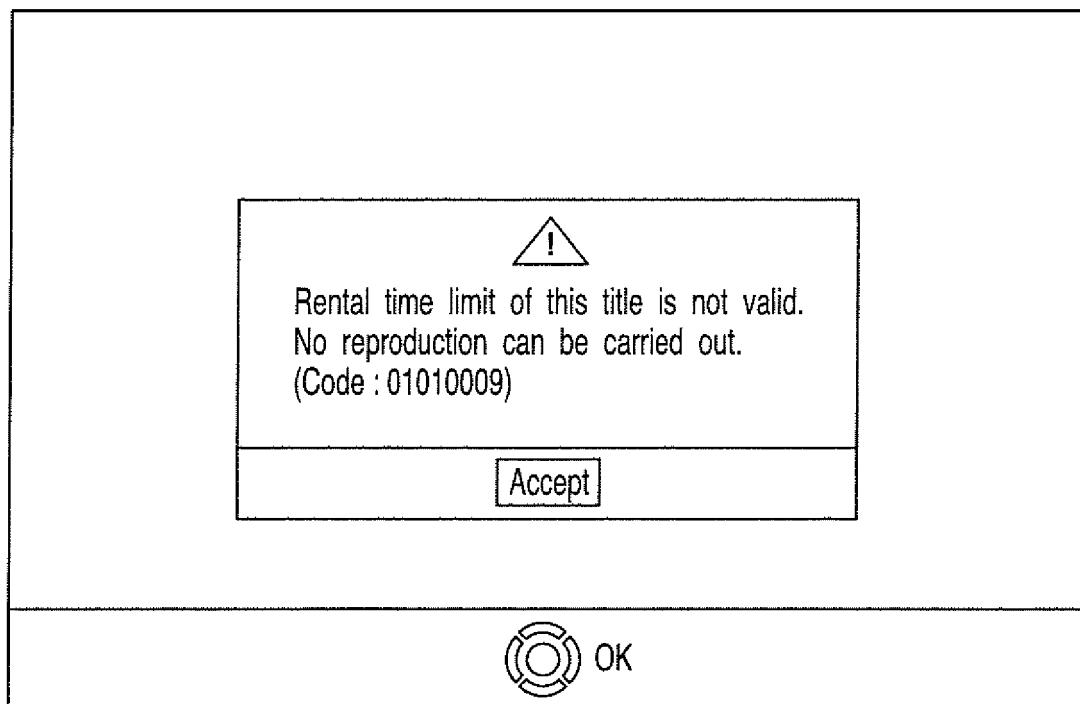 !
Rental time limit of this title is not valid.
No reproduction can be carried out.
(Code : 01010009)
Accept
OK